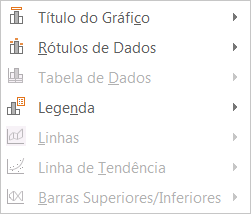 Título do Gráfico
Rótulos de Dados
Tabela de Dados
Legenda
Linhas
Linha de Tendência
Barras Superiores/Inferiores